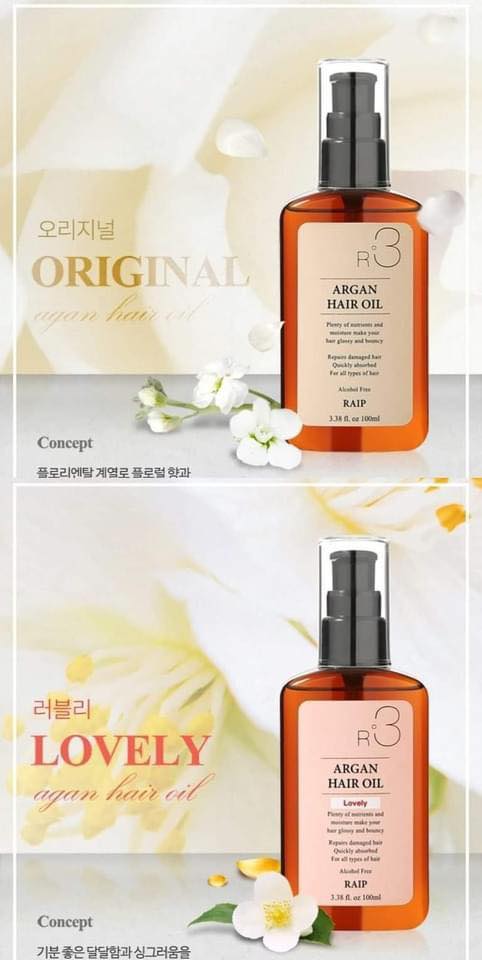 오리지널
ORIGINAL
agan hair oil
R3
ARGAN
HAIR OIL
Plenty of nutrients and
moisture make your
hair glossy and bouncy
Repairs damaged hair
Quickly absorbed
For all types of hair
Alcohol Free
RAIP
3.38 fl. oz 100ml
Concept
플로리엔탈 계열로 플로럴 향과
러블리
LOVELY
agan hair oil
R3
ARGAN
HAIR OIL
Lovely
Plenty of nutrients and
moisture make your
hair glossy and bouncy
Repairs damaged hair
Quickly absorbed
For all types of hair
Alcohol Free
RAIP
3.38 fl. oz 100ml
Concept
기분 좋은 달달함과 싱그러움을